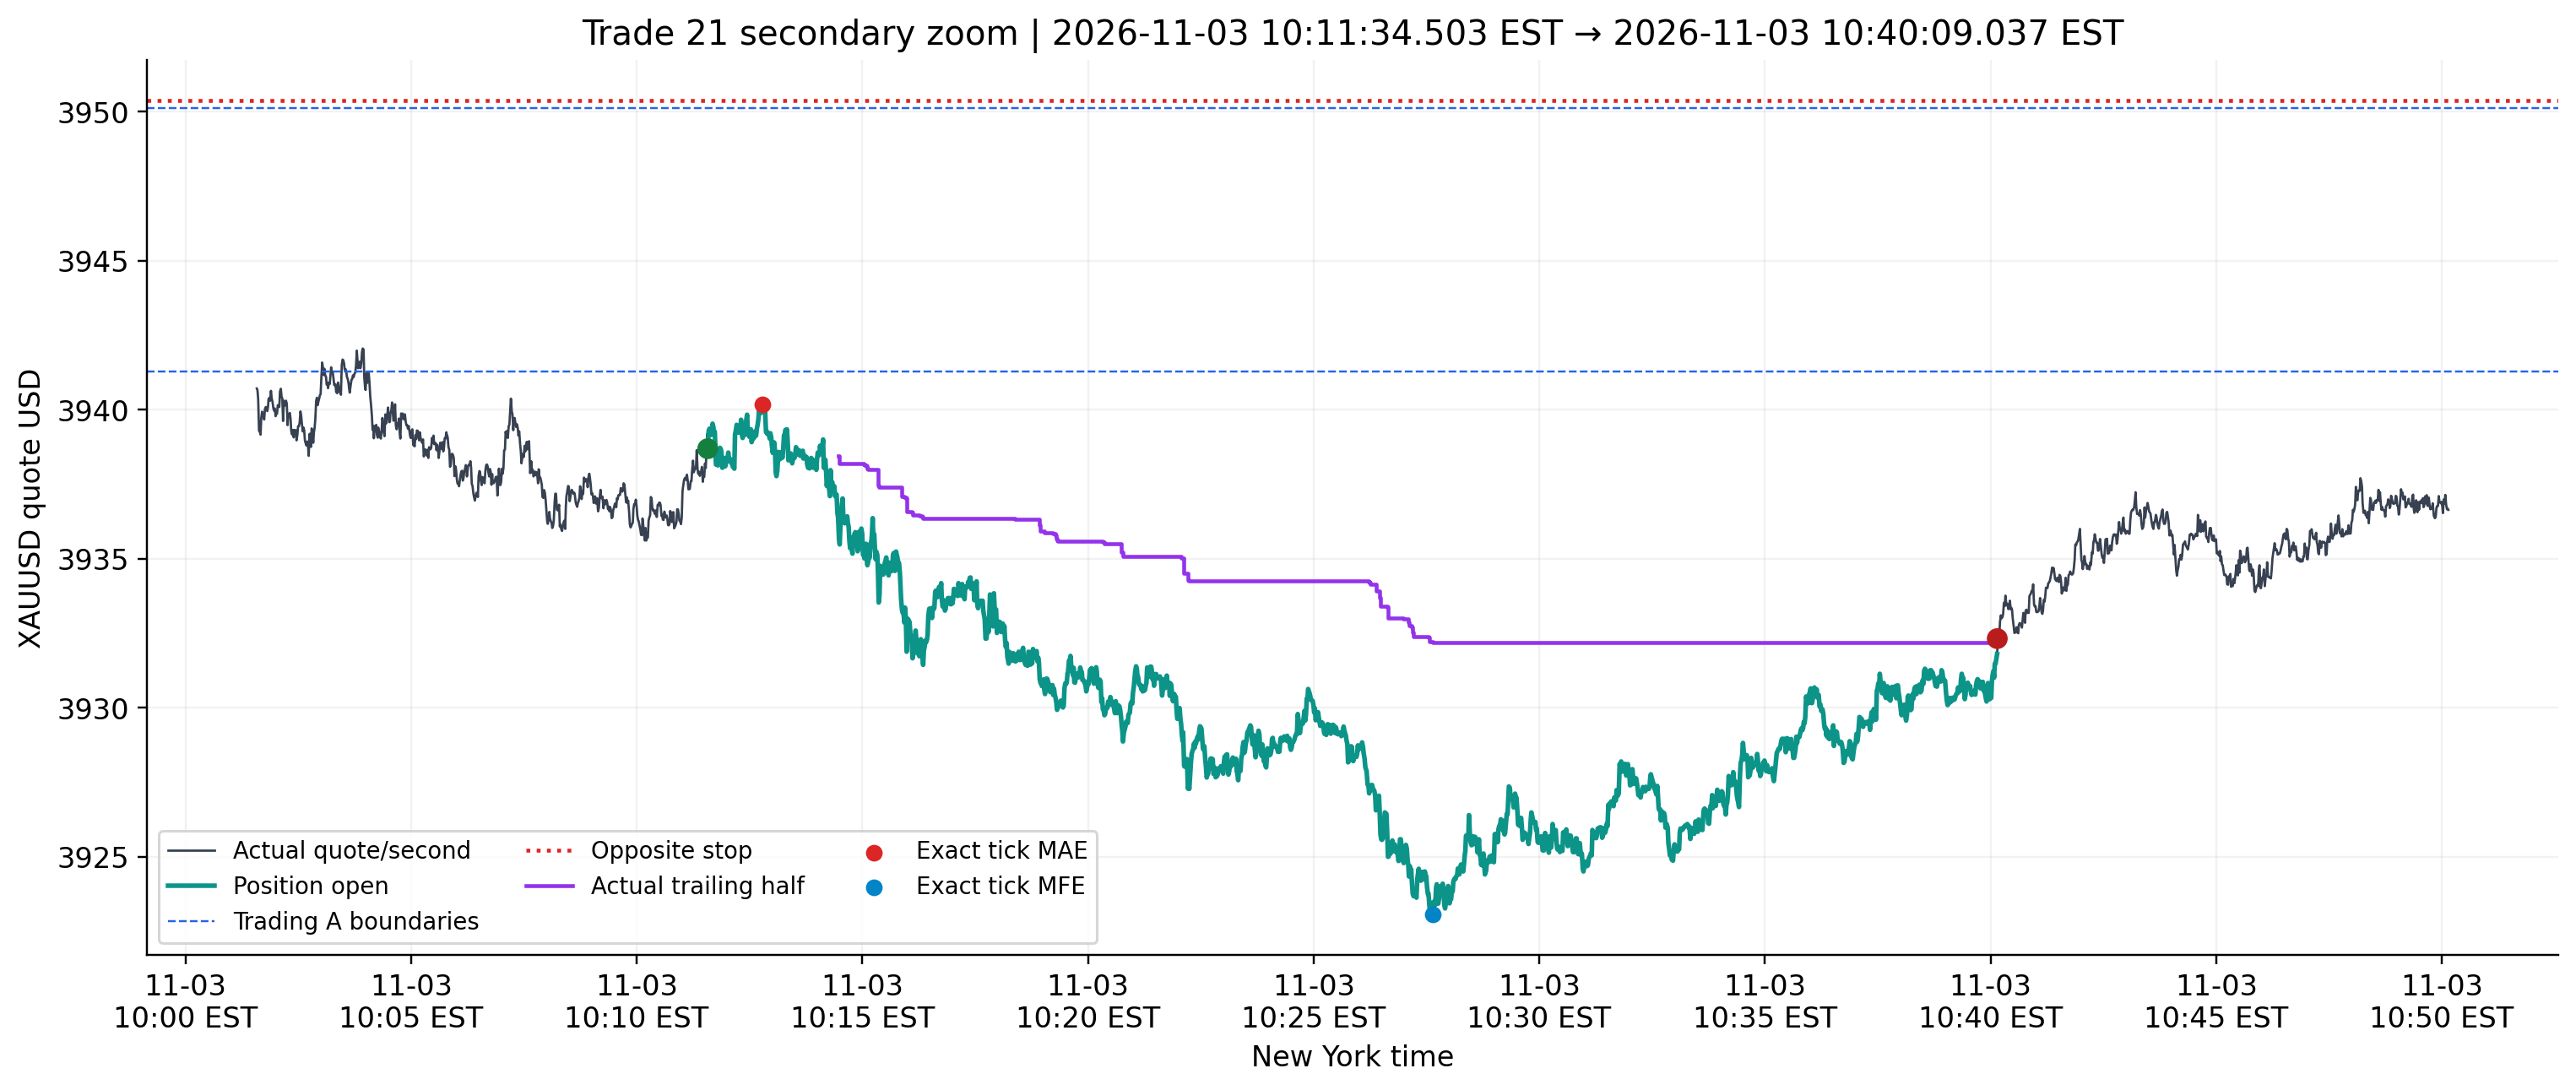 Trade 21 secondary zoom | 2026-11-03 10:11:34.503 EST → 2026-11-03 10:40:09.037 EST
XAUUSD quote USD
3950
3945
3940
3935
3930
3925
Actual quote/second
Position open
Trading A boundaries
Opposite stop
Actual trailing half
Exact tick MAE
Exact tick MFE
11-03
10:00 EST
11-03
10:05 EST
11-03
10:10 EST
11-03
10:15 EST
11-03
10:20 EST
11-03
10:25 EST
11-03
10:30 EST
11-03
10:35 EST
11-03
10:40 EST
11-03
10:45 EST
11-03
10:50 EST
New York time